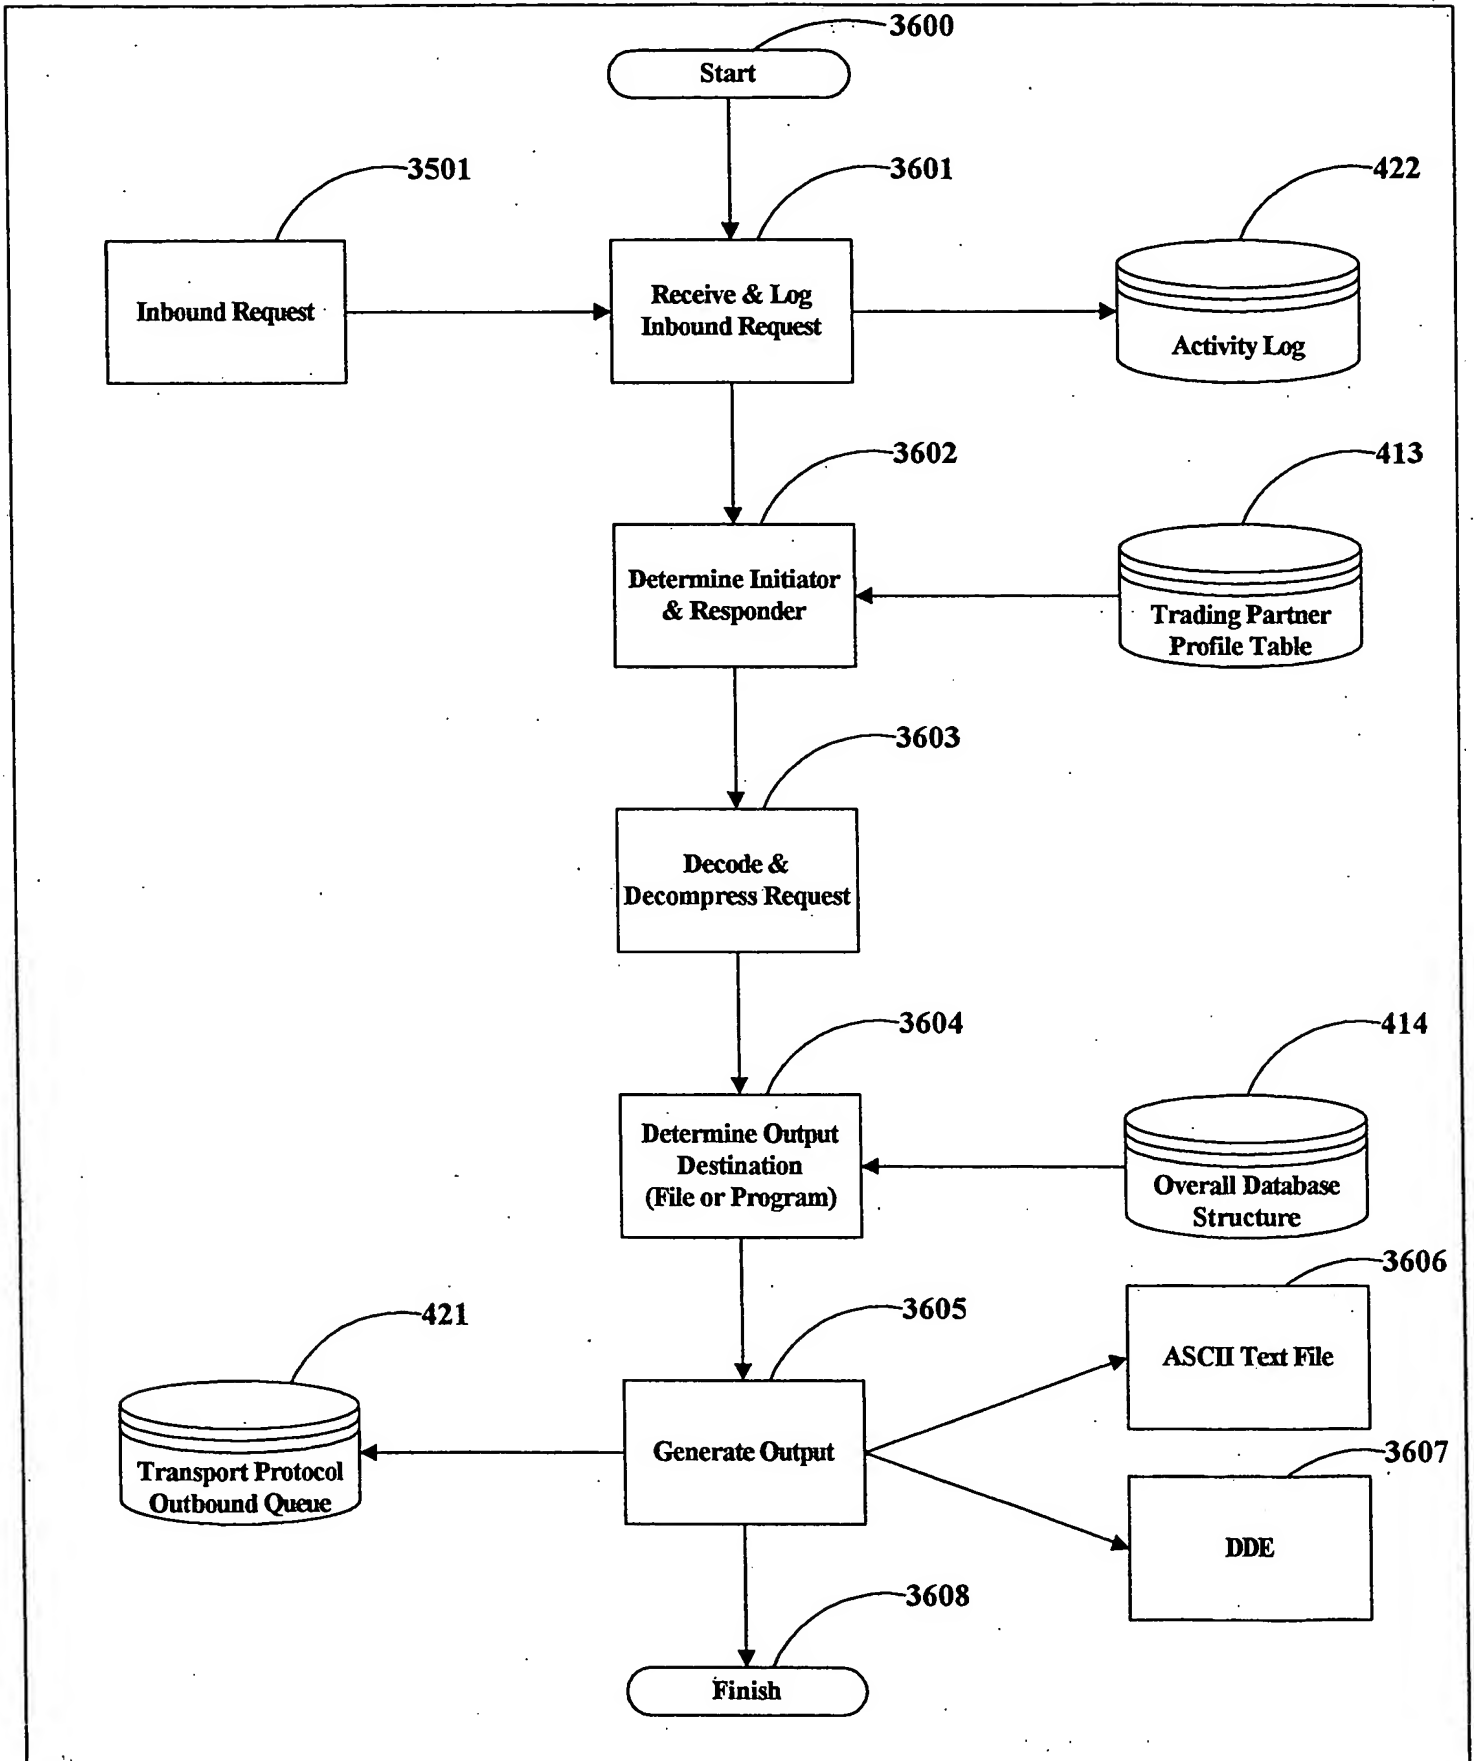 3600
Start
3501
3601
422
Inbound Request
Receive & Log
Inbound Request
Activity Log
3602
413
Determine Initiator
& Responder
Trading Partner
Profile Table
3603
Decode &
Decompress Request
3604
414
Determine Output
Destination
(File or Program)
Overall Database
Structure
3606
421
3605
ASCII Text File
Transport Protocol
Outbound Queue
Generate Output
3607
DDE
3608
Finish